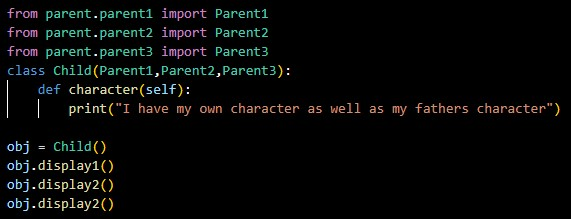 from parent.parent1 import Parent1
from parent.parent2 import Parent2
from parent.parent3 import Parent3
class Child(Parent1,Parent2,Parent3):
    def character(self):
        print("I have my own character as well as my fathers character")

obj = Child()
obj.display1()
obj.display2()
obj.display2()